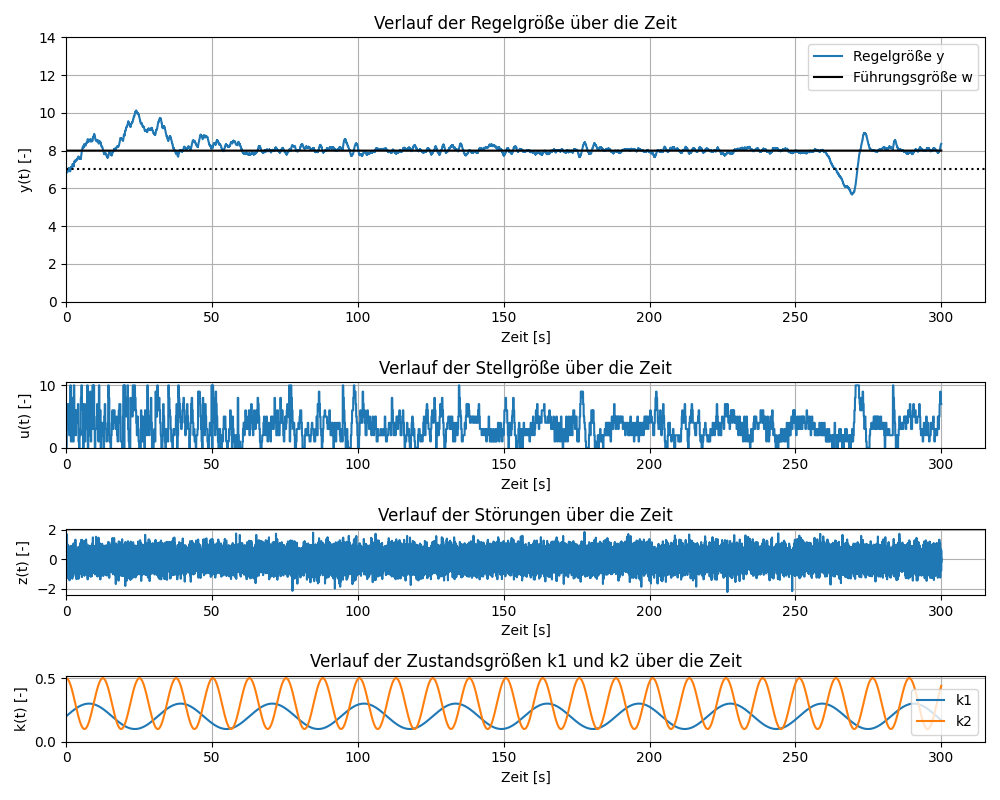 Verlauf der Regelgröße über die Zeit
14
12
10
8
6
4
2
0
y(t) [-]
Regelgröße y
Führungsgröße w
0 50 100 150 200 250 300
Zeit [s]
Verlauf der Stellgröße über die Zeit
10
0
u(t) [-]
0 50 100 150 200 250 300
Zeit [s]
Verlauf der Störungen über die Zeit
2
0
−2
z(t) [-]
0 50 100 150 200 250 300
Zeit [s]
Verlauf der Zustandsgrößen k1 und k2 über die Zeit
0.5
0.0
k(t) [-]
k1
k2
0 50 100 150 200 250 300
Zeit [s]